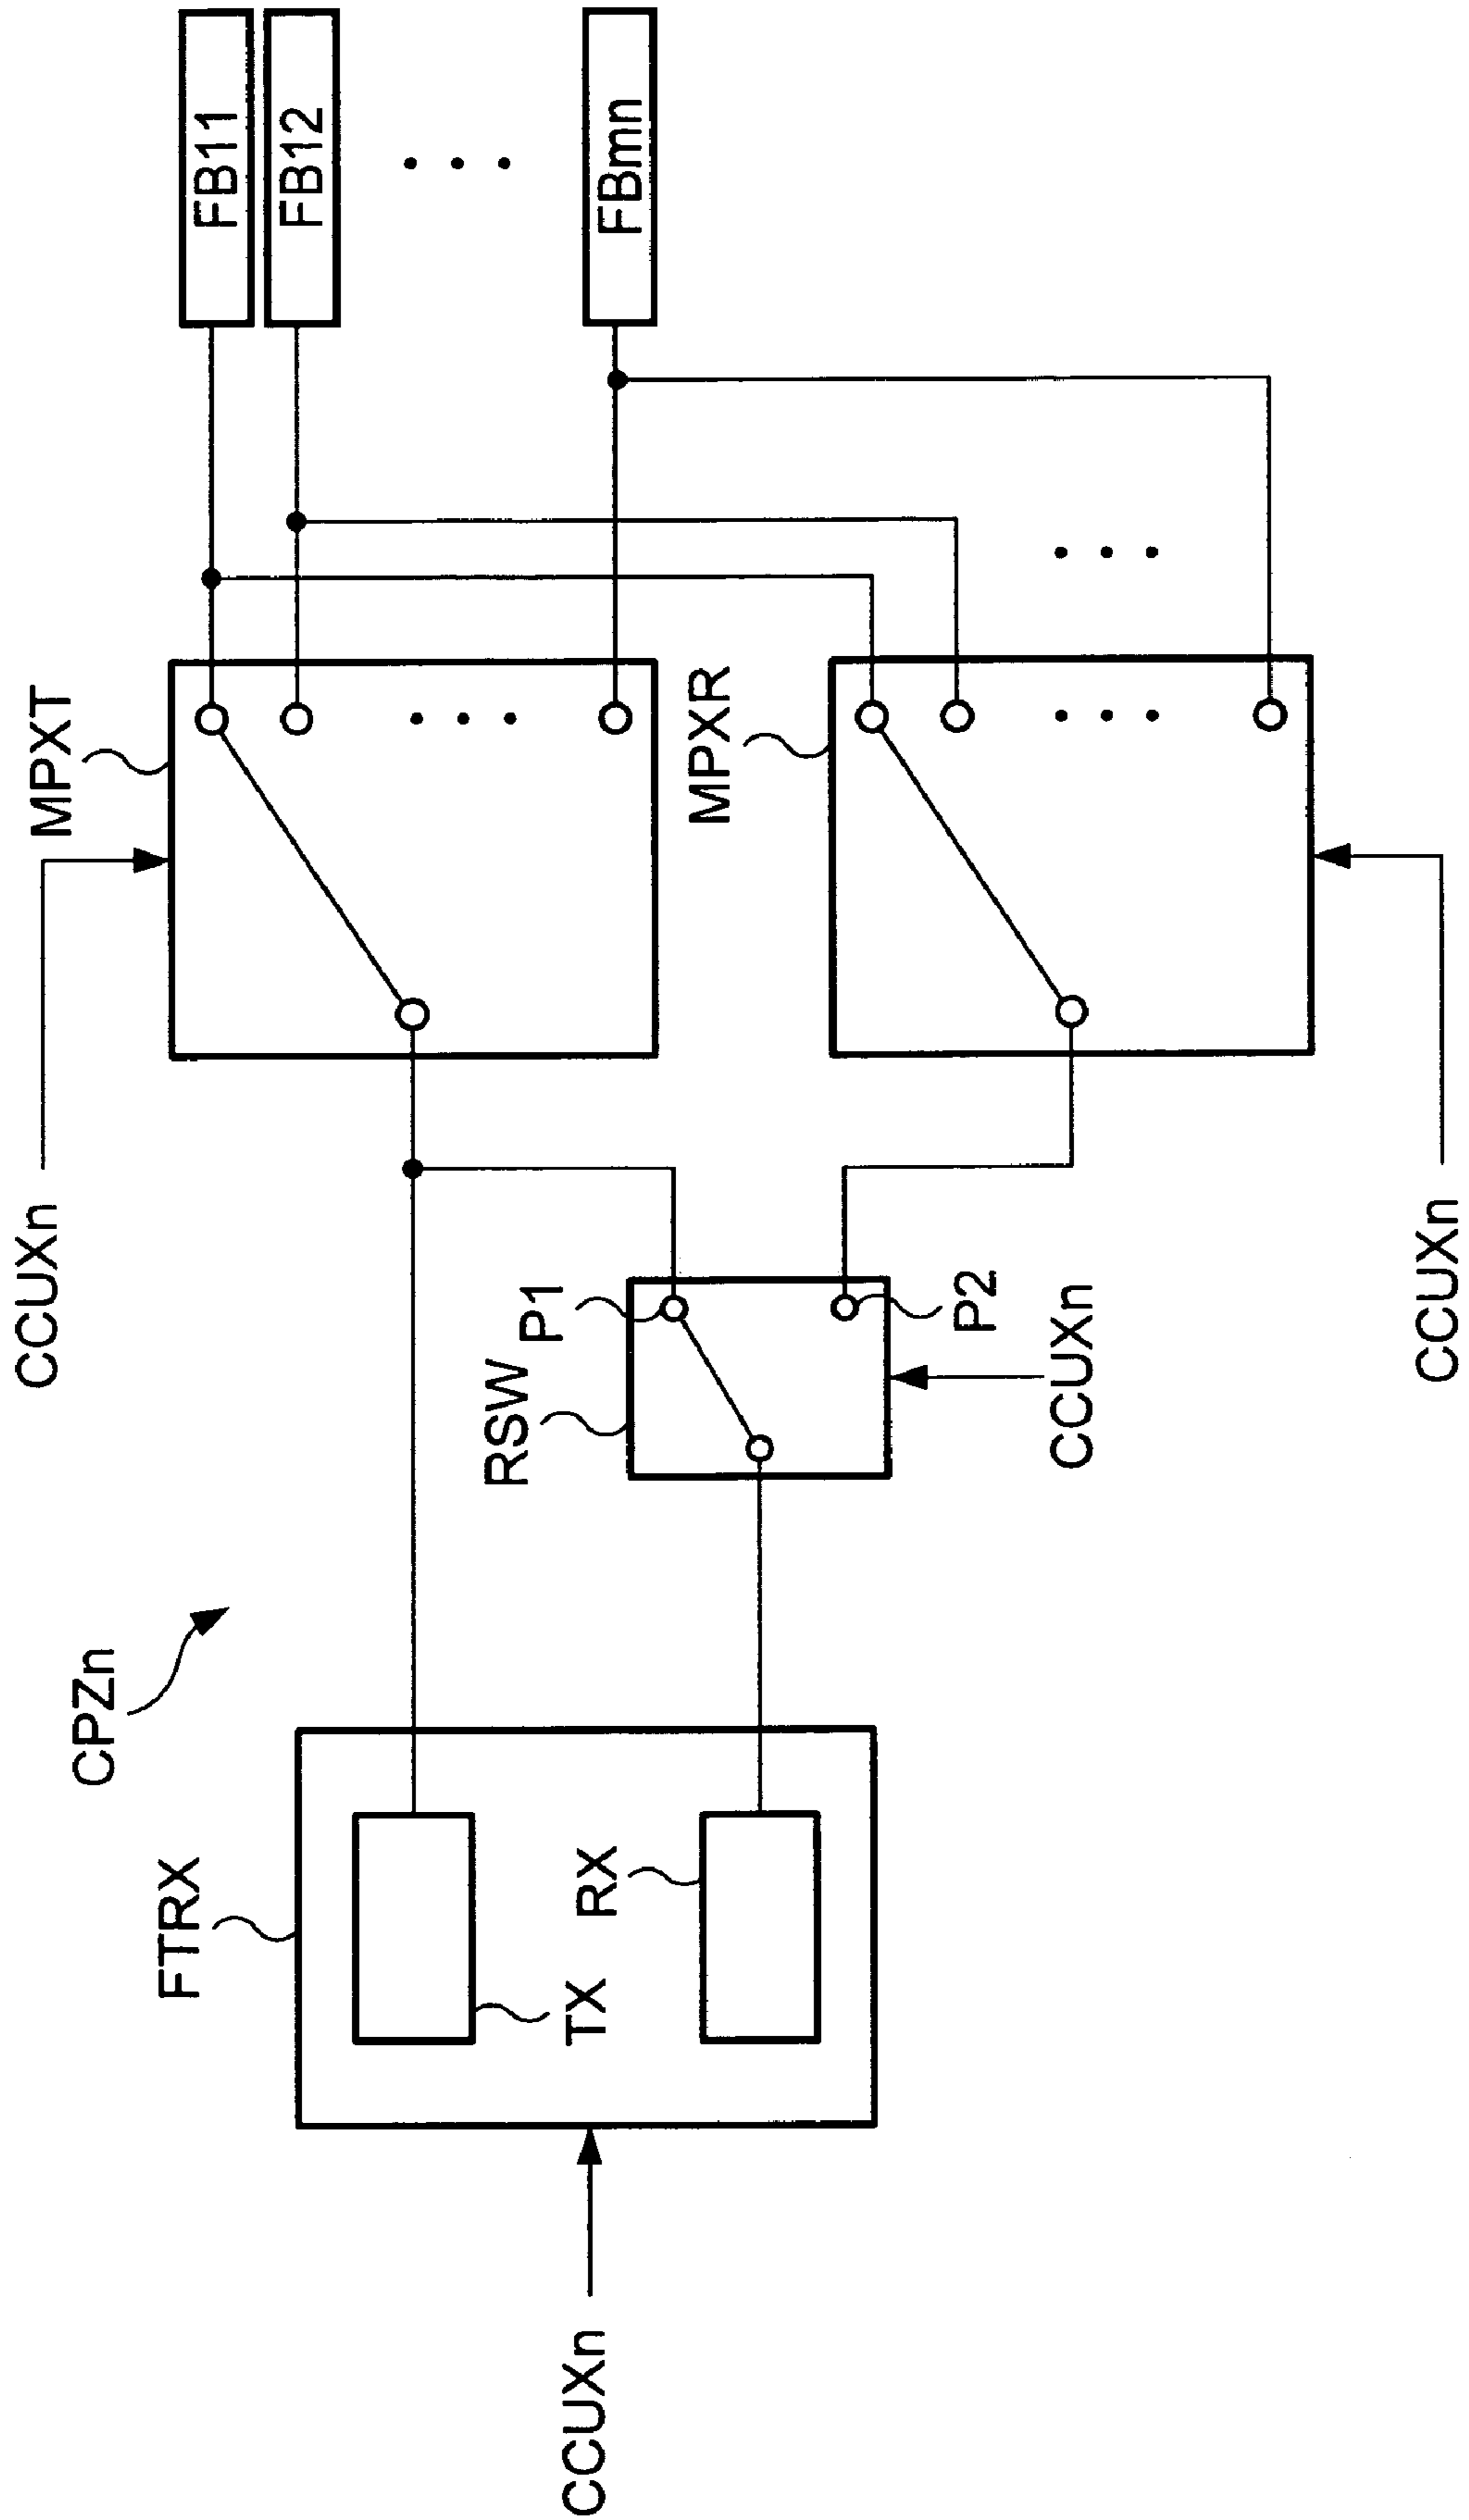 FB11
FB12
FBmn
MPXT
MPXR
CCUXn
P1
P2
RSW
CCUXn
CCUXn
CPZn
FTRX
RX
TX
CCUXn